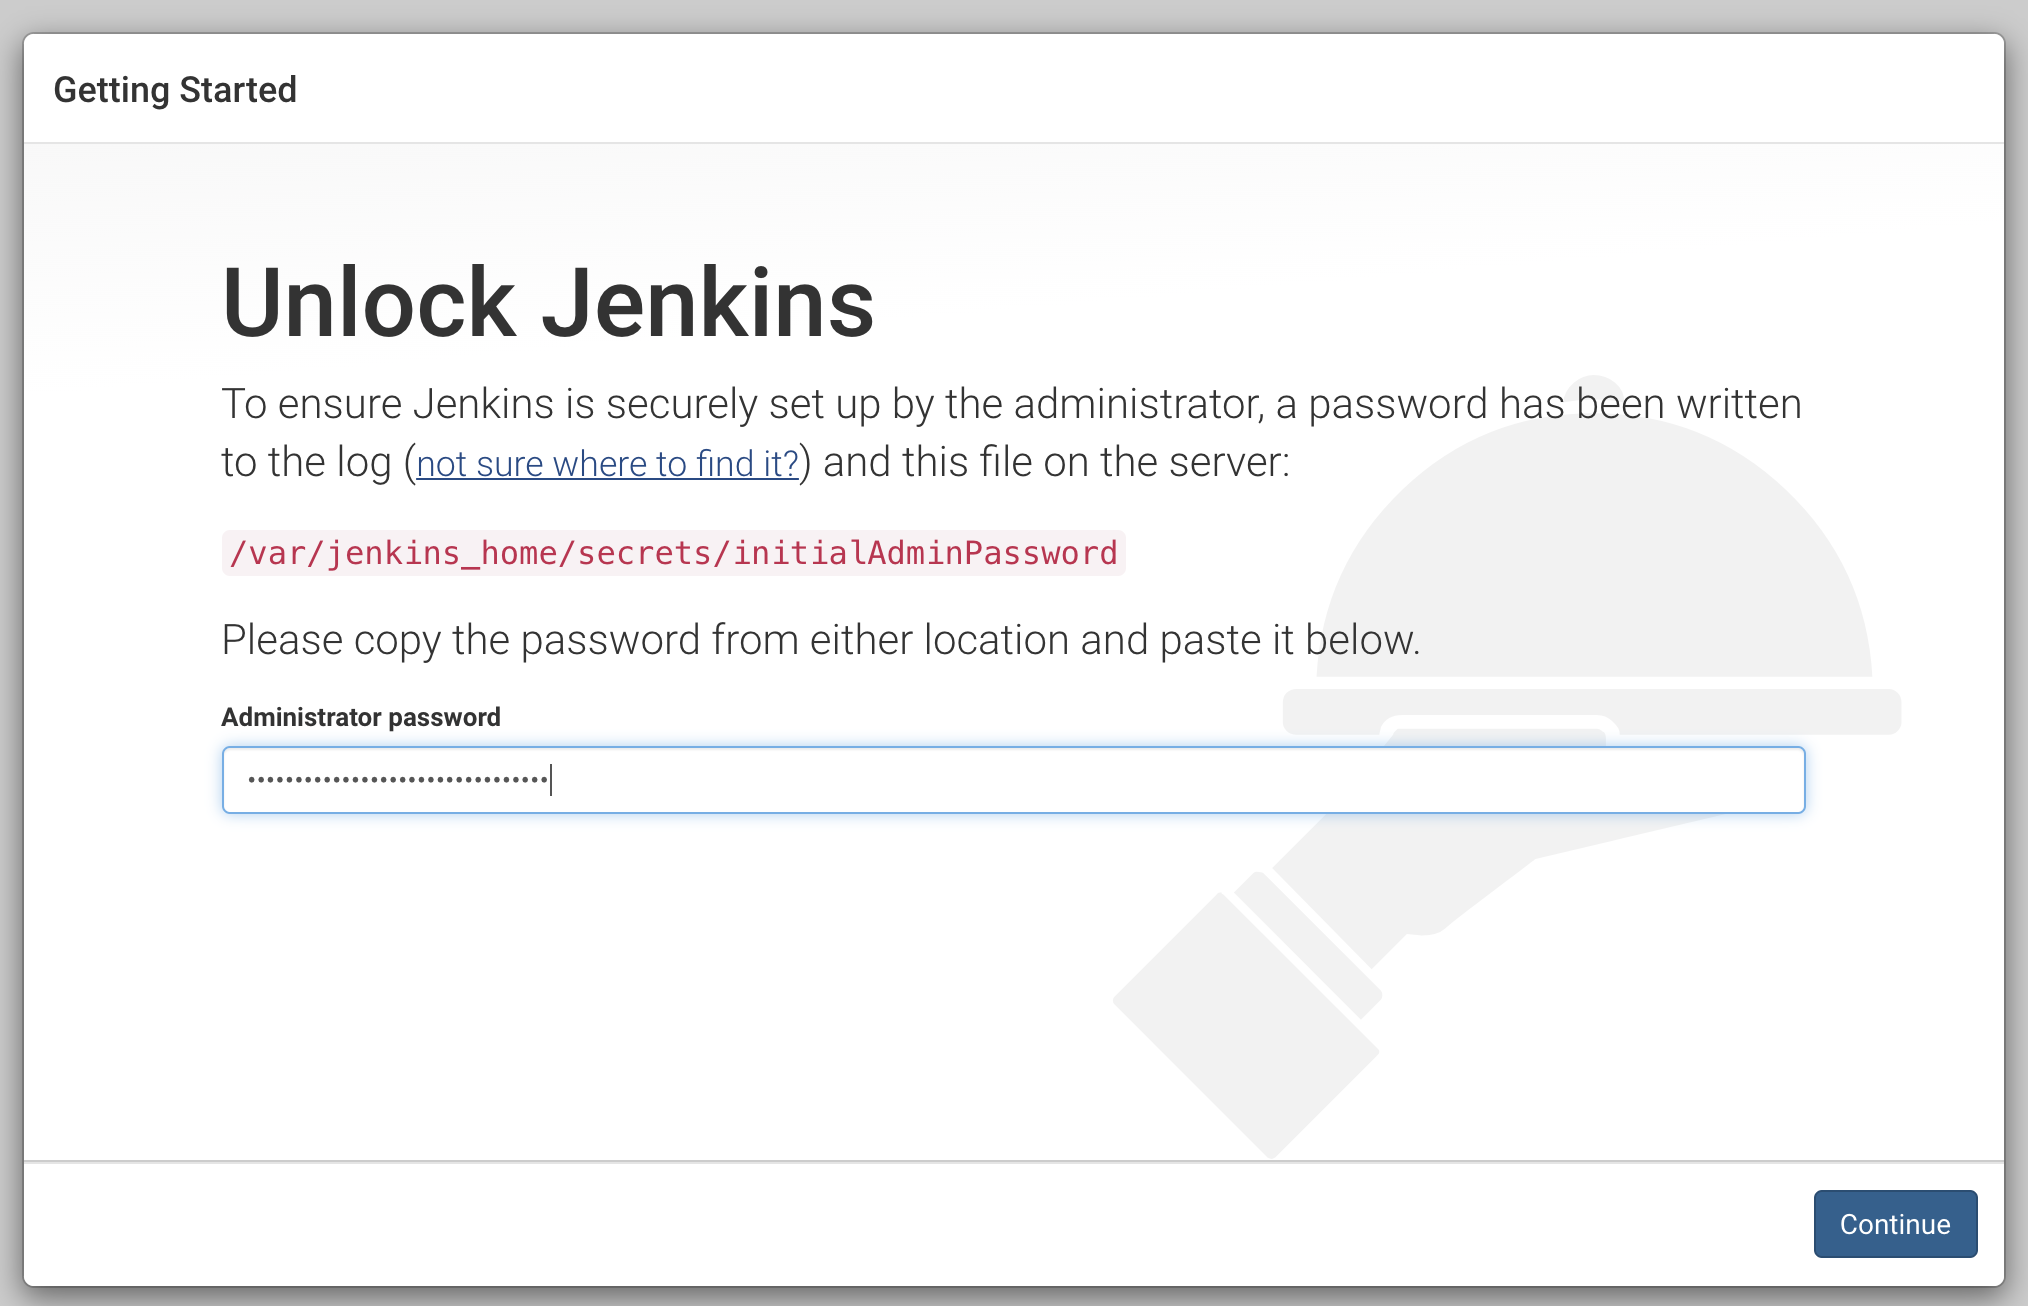 Getting Started
Unlock Jenkins
To ensure Jenkins is securely set up by the administrator, a password has been written
to the log (not sure where to find it?) and this file on the server:
/var/jenkins_home/secrets/initialAdminPassword
Please copy the password from either location and paste it below.
Administrator password
••••••••••••••••••••••••••••••••
Continue